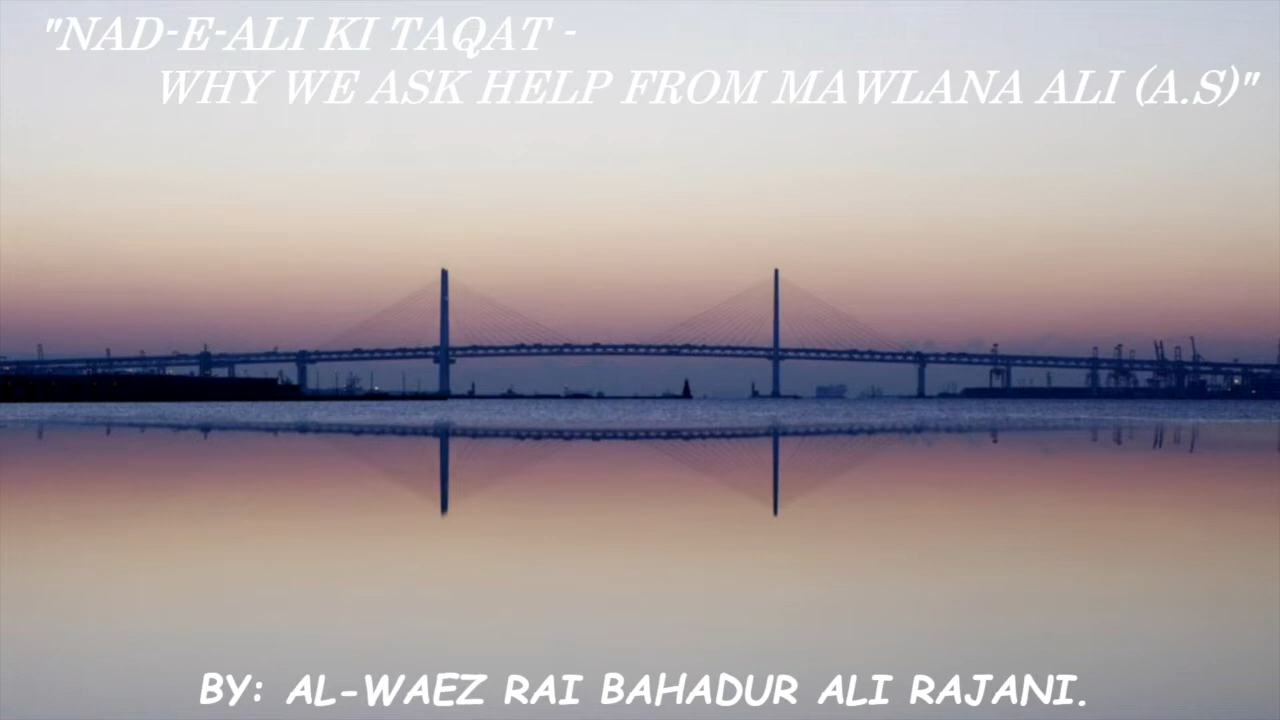 "NAD-E-ALI KI TAQAT -
WHY WE ASK HELP FROM MAWLANA ALI (A.S)"
BY: AL-WAEZ RAI BAHADUR ALI RAJANI.